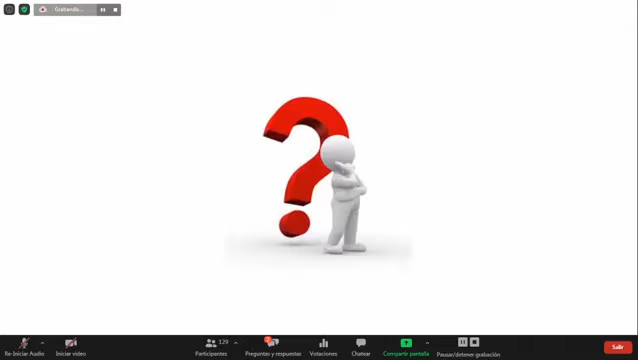 Grabando...
Re-Iniciar Audio
Iniciar video
Participantes
129
Preguntas y respuestas
Votaciones
Chatear
Compartir pantalla
Pausar/detener grabación
Salir